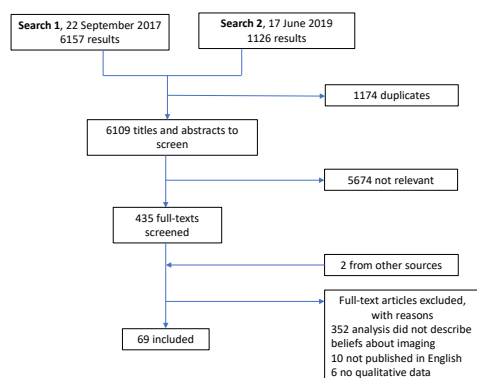 Search 1, 22 September 2017
6157 results
Search 2, 17 June 2019
1126 results
1174 duplicates
6109 titles and abstracts to
screen
5674 not relevant
435 full-texts
screened
2 from other sources
Full-text articles excluded,
with reasons
352 analysis did not describe
beliefs about imaging
10 not published in English
6 no qualitative data
69 included